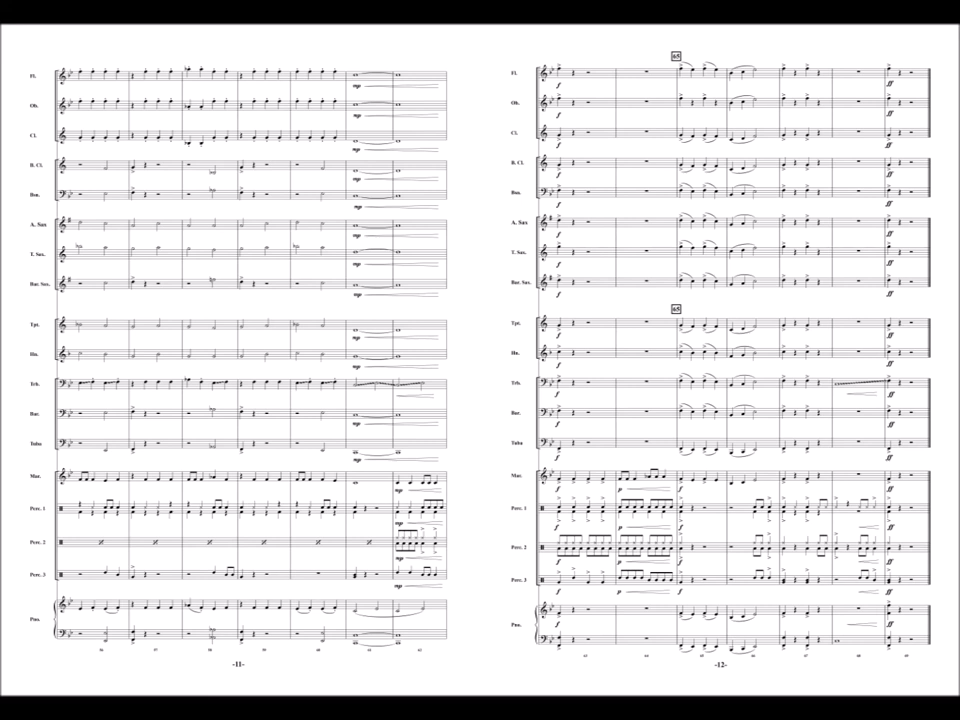 65
Fl. Fl.
Ob. Ob.
Cl. Cl.
B. Cl. B. Cl.
Bsn. Bsn.
A. Sax A. Sax
T. Sax. T. Sax.
Bar. Sax. Bar. Sax.
65
Tpt. Tpt.
Hn. Hn.
Trb. Trb.
Bar. Bar.
Tuba Tuba
Mar. Mar.
Perc. 1 Perc. 1
Perc. 2 Perc. 2
Perc. 3 Perc. 3
Pno. Pno.
-11- -12-